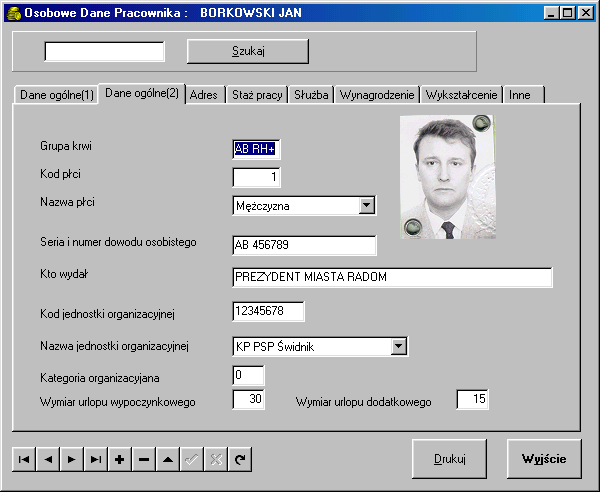 Osobowe Dane Pracownika :    BORKOWSKI JAN
Szukaj
Dane ogólne(1) Dane ogólne(2) Adres Staż pracy Służba Wynagrodzenie Wykształcenie Inne
Grupa krwi AB RH+
Kod płci 1
Nazwa płci Mężczyzna
Seria i numer dowodu osobistego AB 456789
Kto wydał PREZYDENT MIASTA RADOM
Kod jednostki organizacyjnej 12345678
Nazwa jednostki organizacyjnej KP PSP Świdnik
Kategoria organizacyjana 0
Wymiar urlopu wypoczynkowego 30 Wymiar urlopu dodatkowego 15
Drukuj Wyjście